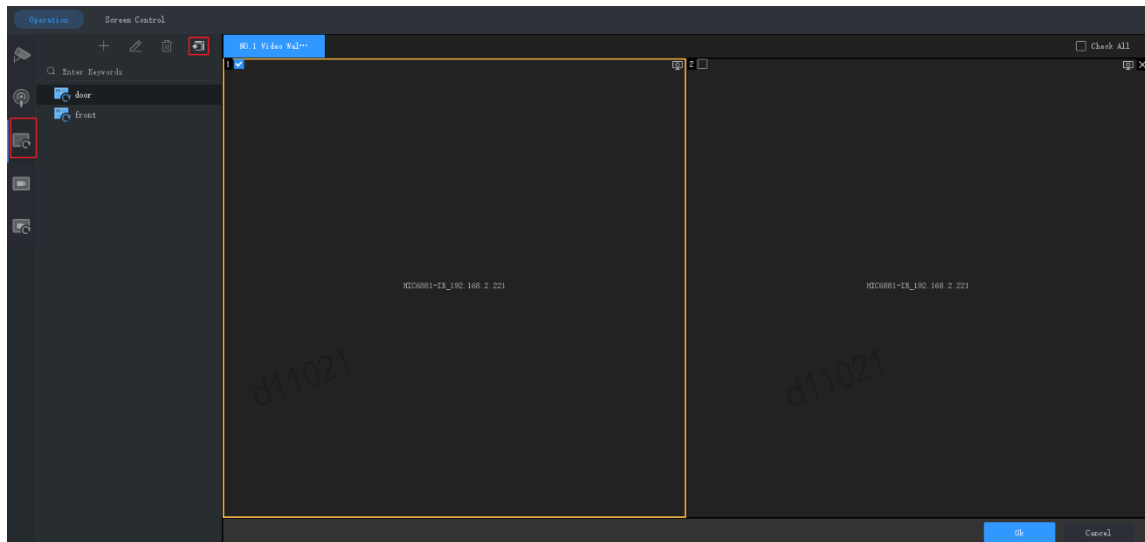 Operation Screen Control
NO.1 Video Wal… Check All
1 2
Enter Keywords
door
front
HIC6881-IR_192.168.2.221 HIC6881-IR_192.168.2.221
d11021 d11021
Ok Cancel